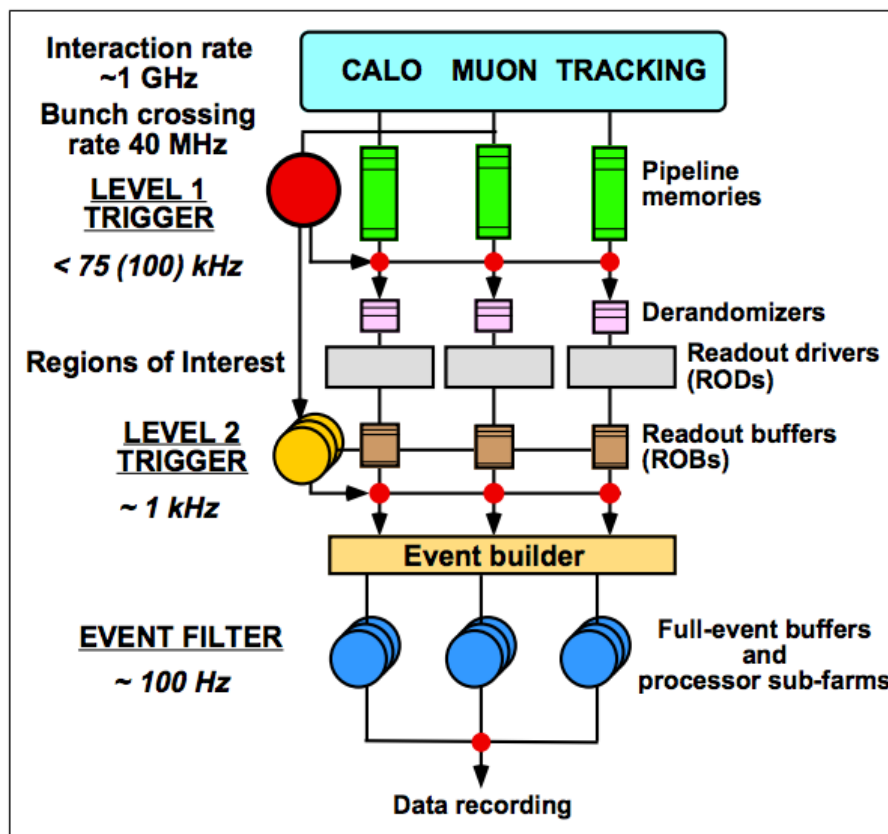 Interaction rate
~1 GHz
Bunch crossing
rate 40 MHz
CALO MUON TRACKING
LEVEL 1
TRIGGER
< 75 (100) kHz
Pipeline
memories
Derandomizers
Regions of Interest
Readout drivers
(RODs)
LEVEL 2
TRIGGER
~ 1 kHz
Readout buffers
(ROBs)
Event builder
EVENT FILTER
~ 100 Hz
Full-event buffers
and
processor sub-farms
Data recording